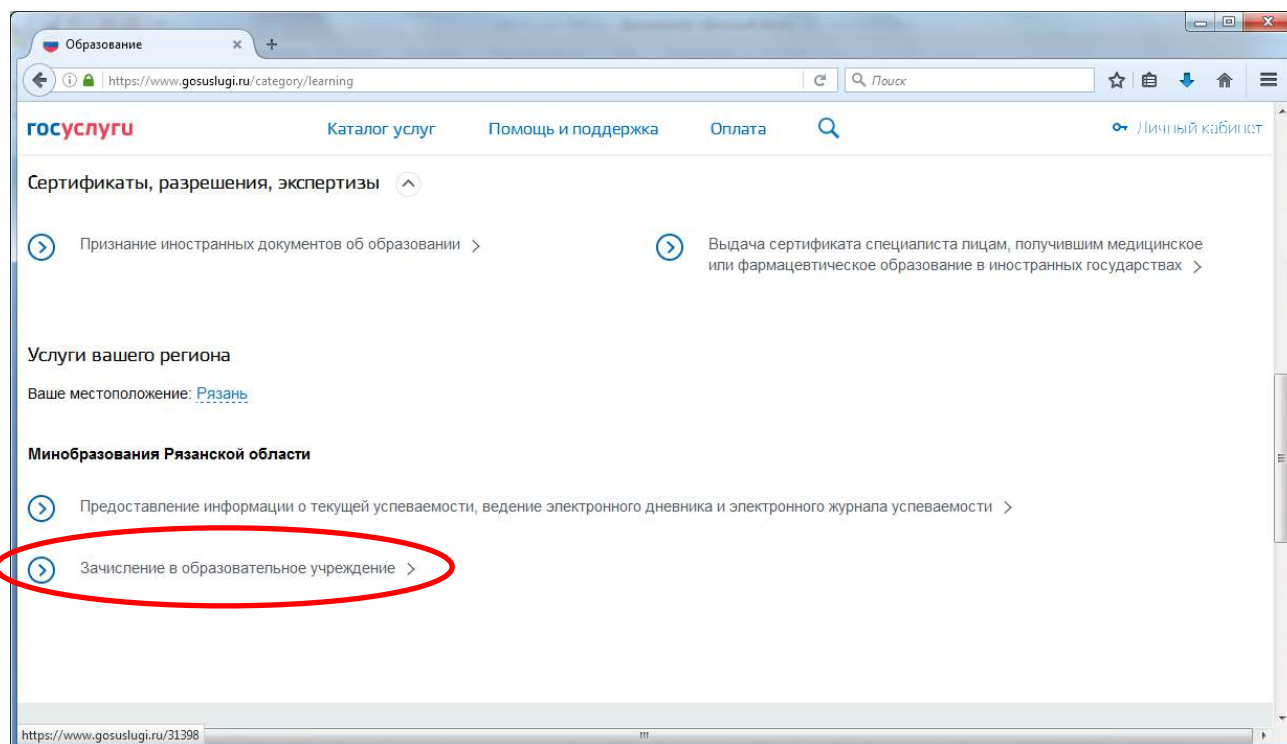 Образование
https://www.gosuslugi.ru/category/learning
Поиск
госуслуги
Каталог услуг
Помощь и поддержка
Оплата
Личный кабинет
Сертификаты, разрешения, экспертизы
Признание иностранных документов об образовании
Выдача сертификата специалиста лицам, получившим медицинское
или фармацевтическое образование в иностранных государствах
Услуги вашего региона
Ваше местоположение: Рязань
Минобразования Рязанской области
Предоставление информации о текущей успеваемости, ведение электронного дневника и электронного журнала успеваемости
Зачисление в образовательное учреждение
https://www.gosuslugi.ru/31398